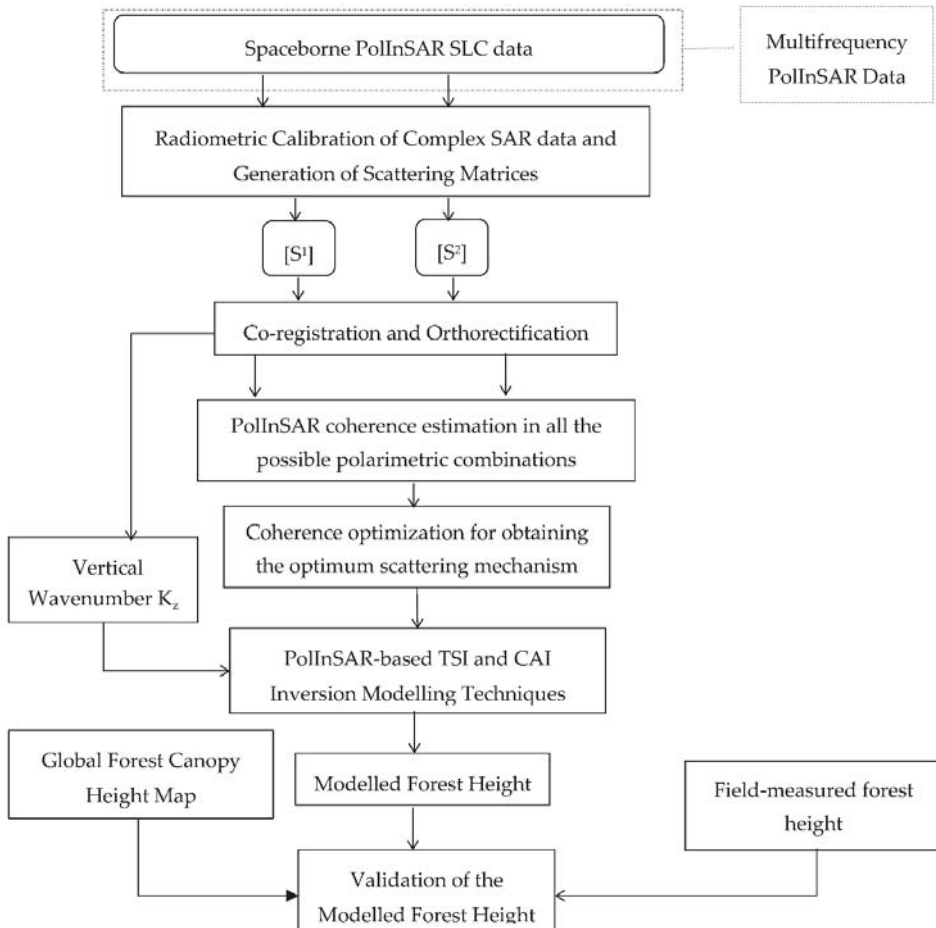 Spaceborne PolInSAR SLC data
Multifrequency
PolInSAR Data
Radiometric Calibration of Complex SAR data and
Generation of Scattering Matrices
[S¹]
[S²]
Co-registration and Orthorectification
PolInSAR coherence estimation in all the
possible polarimetric combinations
Coherence optimization for obtaining
the optimum scattering mechanism
Vertical
Wavenumber K_z
PolInSAR-based TSI and CAI
Inversion Modelling Techniques
Global Forest Canopy
Height Map
Modelled Forest Height
Field-measured forest
height
Validation of the
Modelled Forest Height